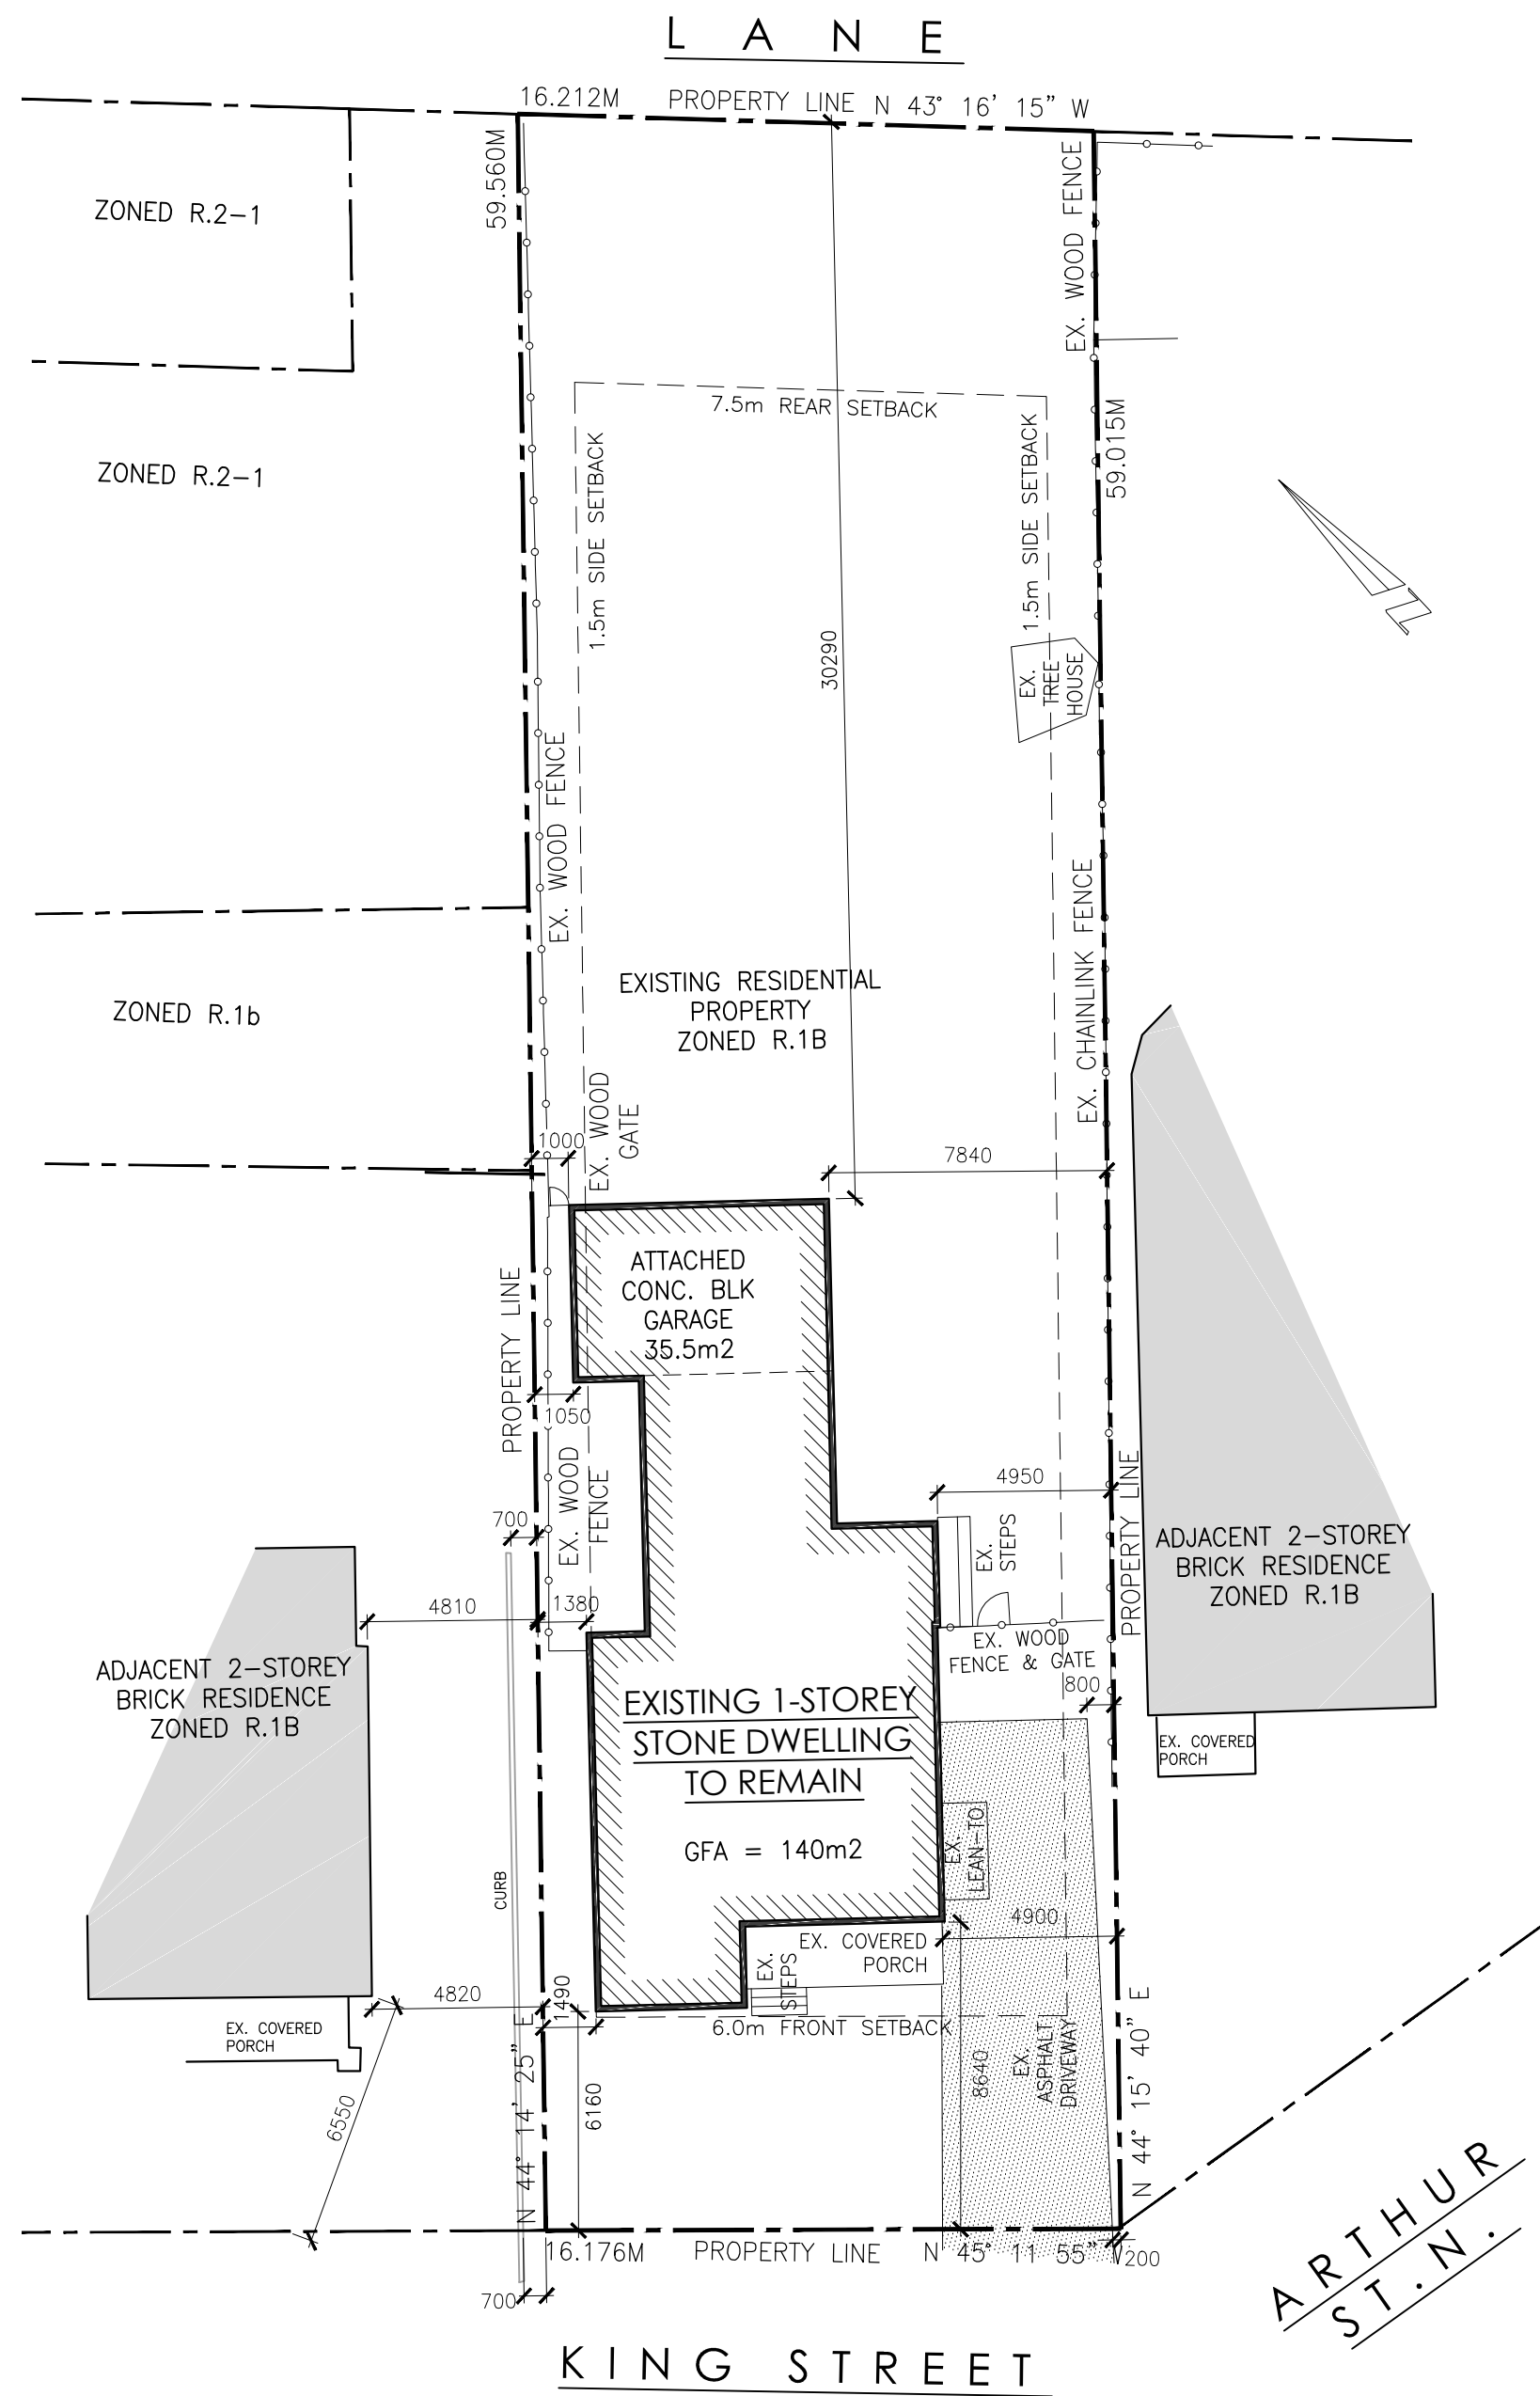 LANE
16.212M PROPERTY LINE N 43° 16' 15" W
59.560M
EX. WOOD FENCE
ZONED R.2-1
7.5m REAR SETBACK
1.5m SIDE SETBACK
1.5m SIDE SETBACK
59.015M
ZONED R.2-1
N
30290
EX.
TREE
HOUSE
EX. WOOD FENCE
EX. CHAINLINK FENCE
EXISTING RESIDENTIAL
PROPERTY
ZONED R.1B
ZONED R.1b
EX. WOOD
GATE
1000
7840
ATTACHED
CONC. BLK
GARAGE
35.5m2
PROPERTY LINE
1050
EX. WOOD
FENCE
700
4950
EX.
STEPS
PROPERTY LINE
ADJACENT 2-STOREY
BRICK RESIDENCE
ZONED R.1B
4810
1380
EX. WOOD
FENCE & GATE
800
ADJACENT 2-STOREY
BRICK RESIDENCE
ZONED R.1B
EXISTING 1-STOREY
STONE DWELLING
TO REMAIN
GFA = 140m2
EX. COVERED
PORCH
EX.
LEAN-TO
CURB
4900
EX. COVERED
PORCH
EX.
STEPS
4820
1490
6.0m FRONT SETBACK
EX. COVERED
PORCH
8640
EX.
ASPHALT
DRIVEWAY
6550
6160
N 44° 14' 25" E
N 44° 15' 40" E
16.176M PROPERTY LINE N 45° 11' 55" W
200
700
ARTHUR
ST.N.
KING STREET